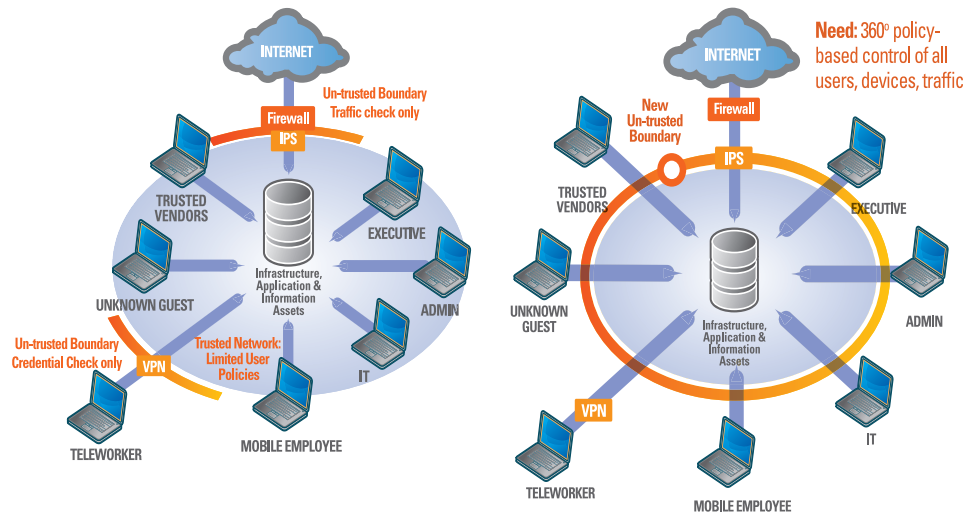 INTERNET
Un-trusted Boundary
Traffic check only
Firewall
IPS
TRUSTED
VENDORS
EXECUTIVE
Infrastructure,
Application &
Information
Assets
UNKNOWN GUEST
ADMIN
Un-trusted Boundary
Credential Check only
VPN
Trusted Network:
Limited User
Policies
IT
TELEWORKER
MOBILE EMPLOYEE
Need: 360º policy-
based control of all
users, devices, traffic
INTERNET
New
Un-trusted
Boundary
Firewall
IPS
TRUSTED
VENDORS
EXECUTIVE
UNKNOWN
GUEST
ADMIN
Infrastructure,
Application &
Information
Assets
VPN
IT
TELEWORKER
MOBILE EMPLOYEE